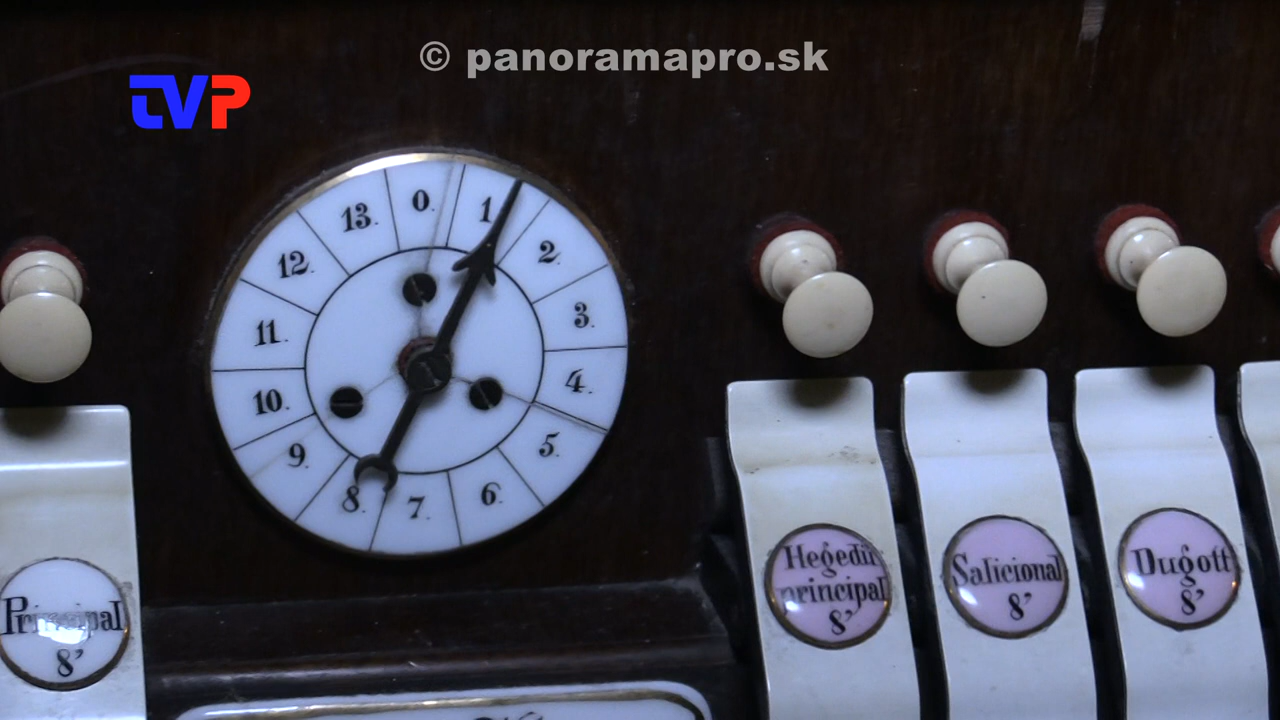 © panoramapro.sk
TVP
0.
1
2.
3.
4.
5.
6.
7.
8.
9.
10.
11.
12.
13.
Principal
8’
Hegedű
principal
8’
Salicional
8’
Dugott
8’